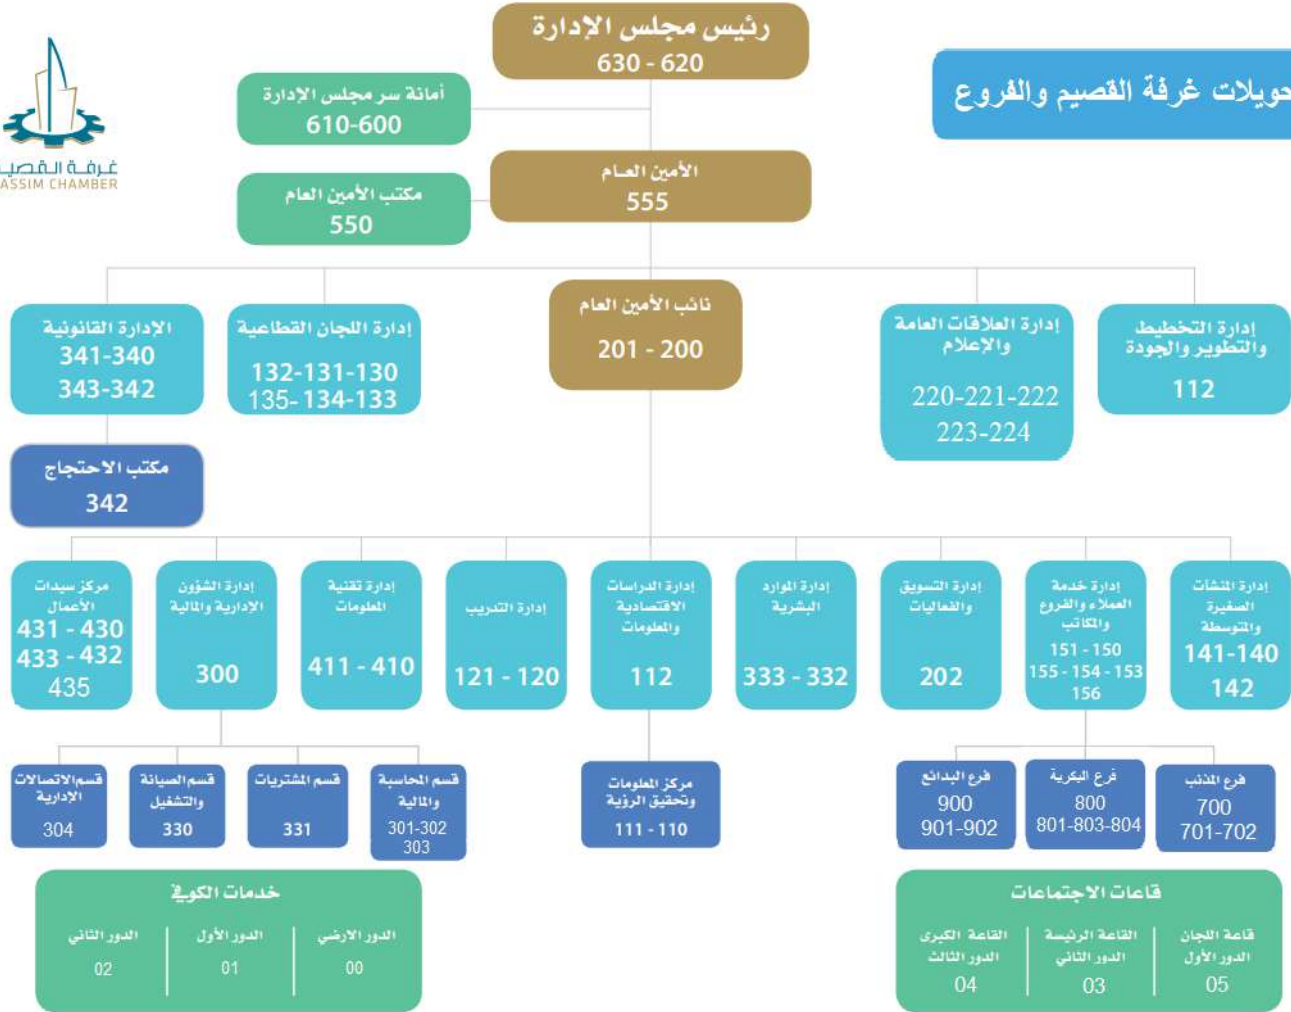 رئيس مجلس الإدارة
630 - 620
حويلات غرفة القصيم والفروع
أمانة سر مجلس الإدارة
610-600
غرفة القصيـ
ASSIM CHAMBER
الأمين العام
555
مكتب الأمين العام
550
إدارة التخطيط
والتطوير والجودة
112
إدارة العلاقات العامة
والإعلام
220-221-222
223-224
نائب الأمين العام
201 - 200
إدارة اللجان القطاعية
132-131-130
135-134-133
الإدارة القانونية
341-340
343-342
مكتب الاحتجاج
342
إدارة المنشآت
الصغيرة
والمتوسطة
141-140
142
إدارة خدمة
العملاء والفروع
والمكاتب
151 - 150
155 - 154 - 153
156
إدارة التسويق
والفعاليات
202
إدارة الموارد
البشرية
333 - 332
إدارة الدراسات
الاقتصادية
والمعلومات
112
إدارة التدريب
121 - 120
إدارة تقنية
المعلومات
411 - 410
إدارة الشؤون
الإدارية والمالية
300
مركز سيدات
الأعمال
431 - 430
433 - 432
435
فرع المذنب
700
701-702
فرع البكرية
800
801-803-804
فرع البدائع
900
901-902
مركز المعلومات
وتحقيق الرؤية
111 - 110
قسم المحاسبة
والمالية
301-302
303
قسم المشتريات
331
قسم الصيانة
والتشغيل
330
قسم الاتصالات
الإدارية
304
قاعات الاجتماعات
قاعة اللجان
الدور الأول
05
القاعة الرئيسة
الدور الثاني
03
القاعة الكبرى
الدور الثالث
04
خدمات الكوفي
الدور الارضي
00
الدور الأول
01
الدور الثاني
02